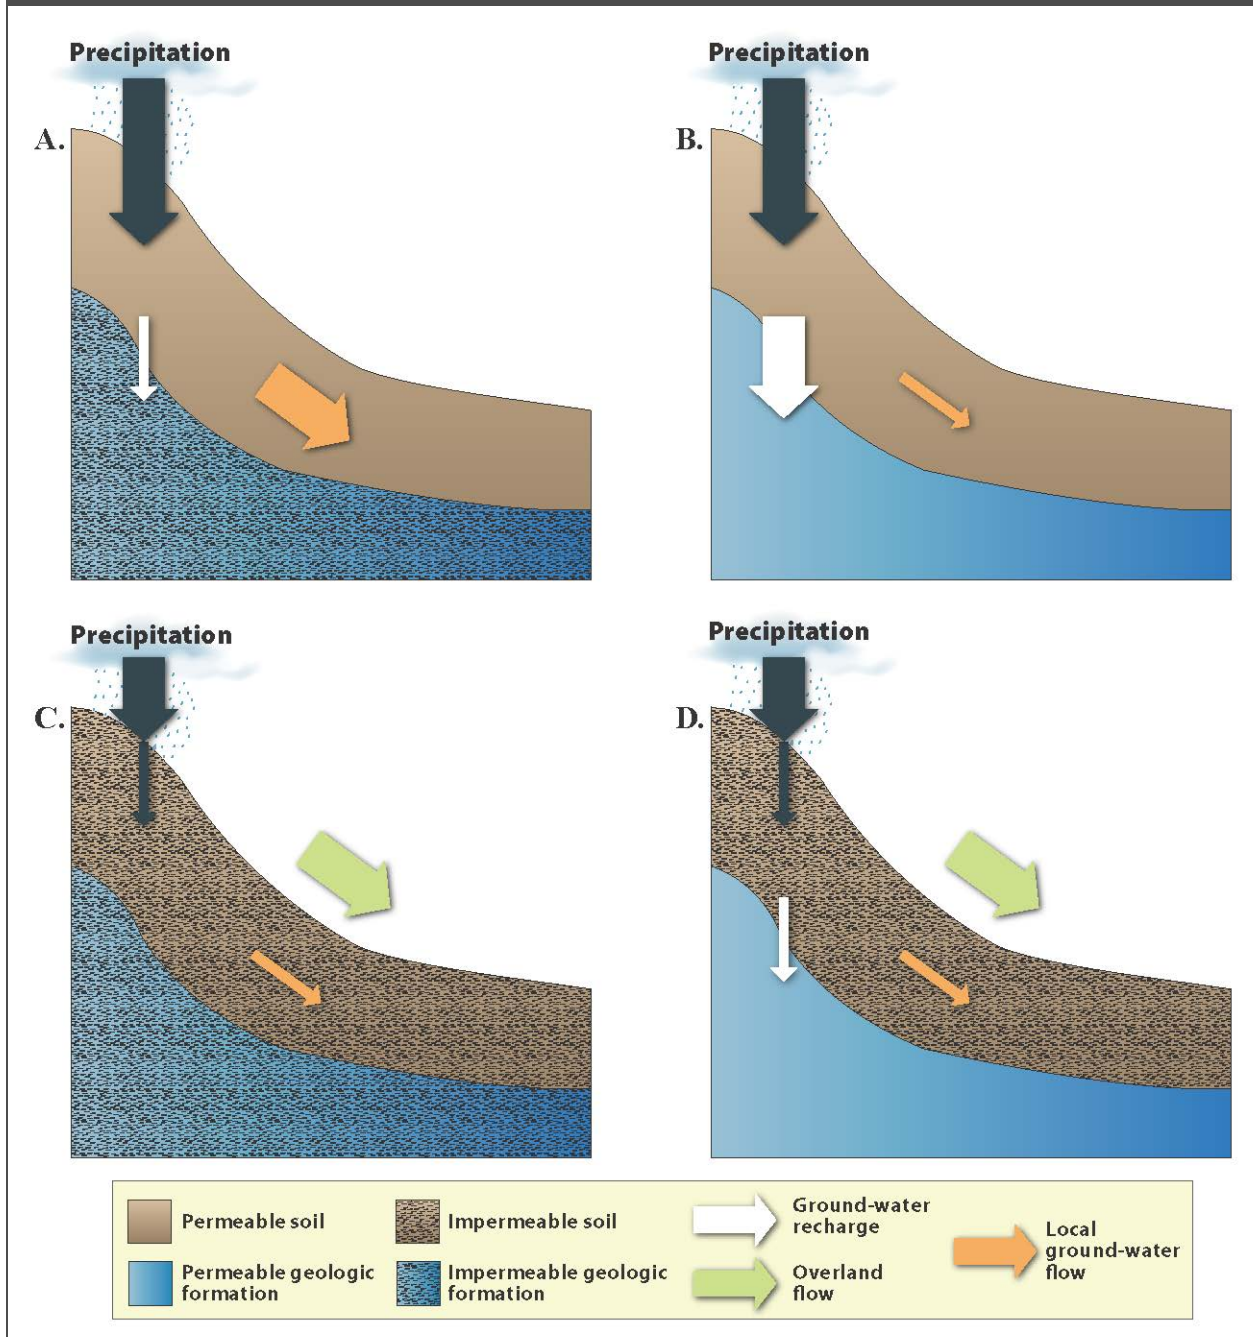 Precipitation
A.
Precipitation
B.
Precipitation
C.
Precipitation
D.
Permeable soil
Impermeable soil
Ground-water
recharge
Local
ground-water
flow
Permeable geologic
formation
Impermeable geologic
formation
Overland
flow